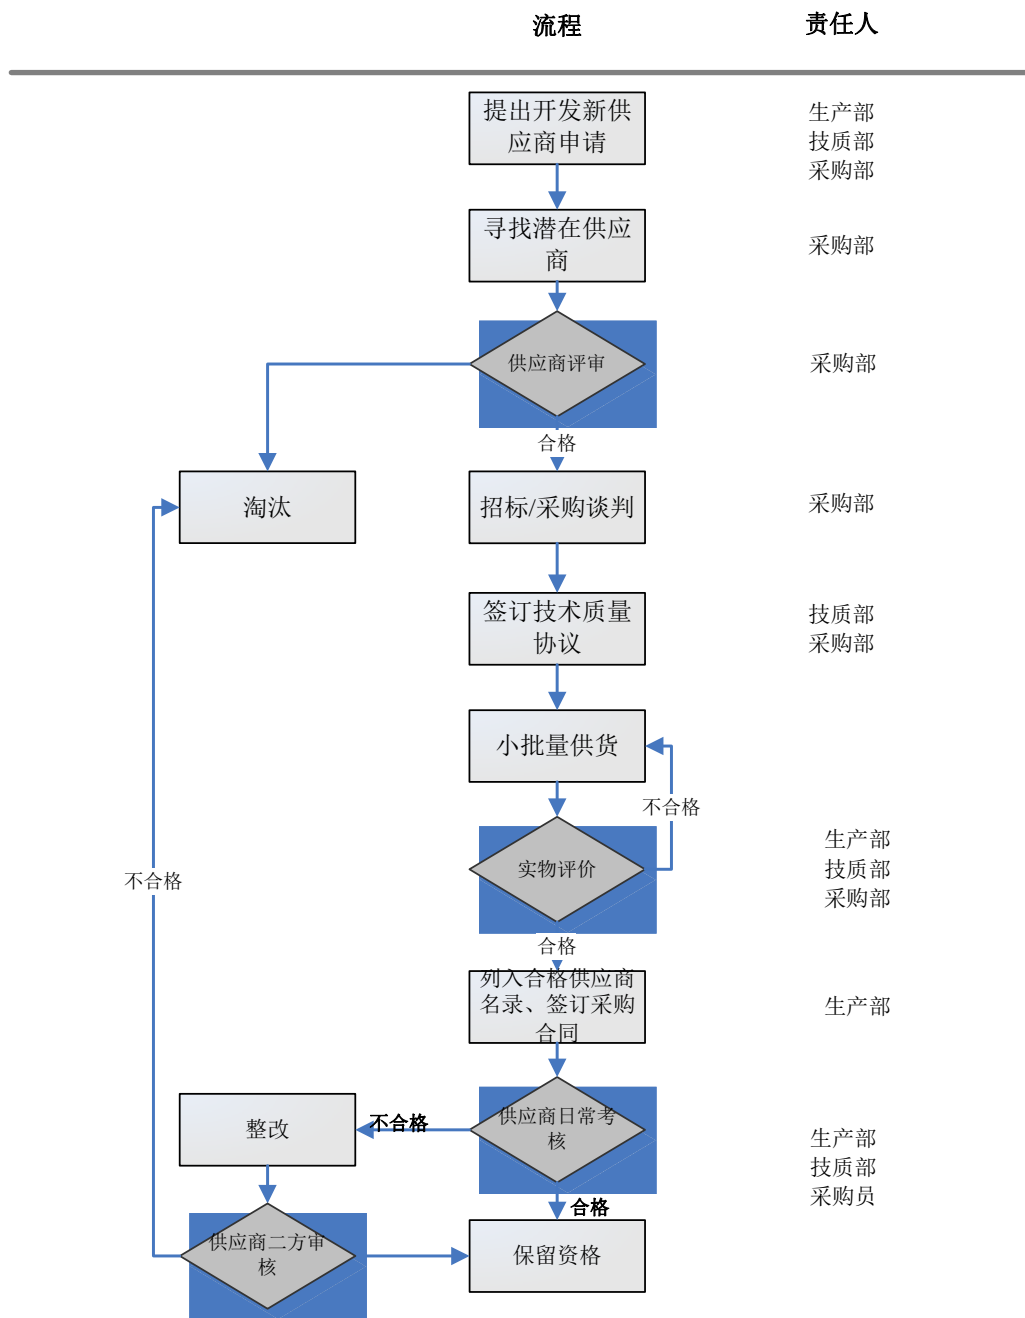 流程
责任人
提出开发新供
应商申请
生产部
技质部
采购部
寻找潜在供应
商
采购部
供应商评审
采购部
合格
淘汰
招标/采购谈判
采购部
签订技术质量
协议
技质部
采购部
小批量供货
不合格
实物评价
生产部
技质部
采购部
不合格
合格
列入合格供应商
名录、签订采购
合同
生产部
整改
不合格
供应商日常考
核
生产部
技质部
采购员
合格
供应商二方审
核
保留资格